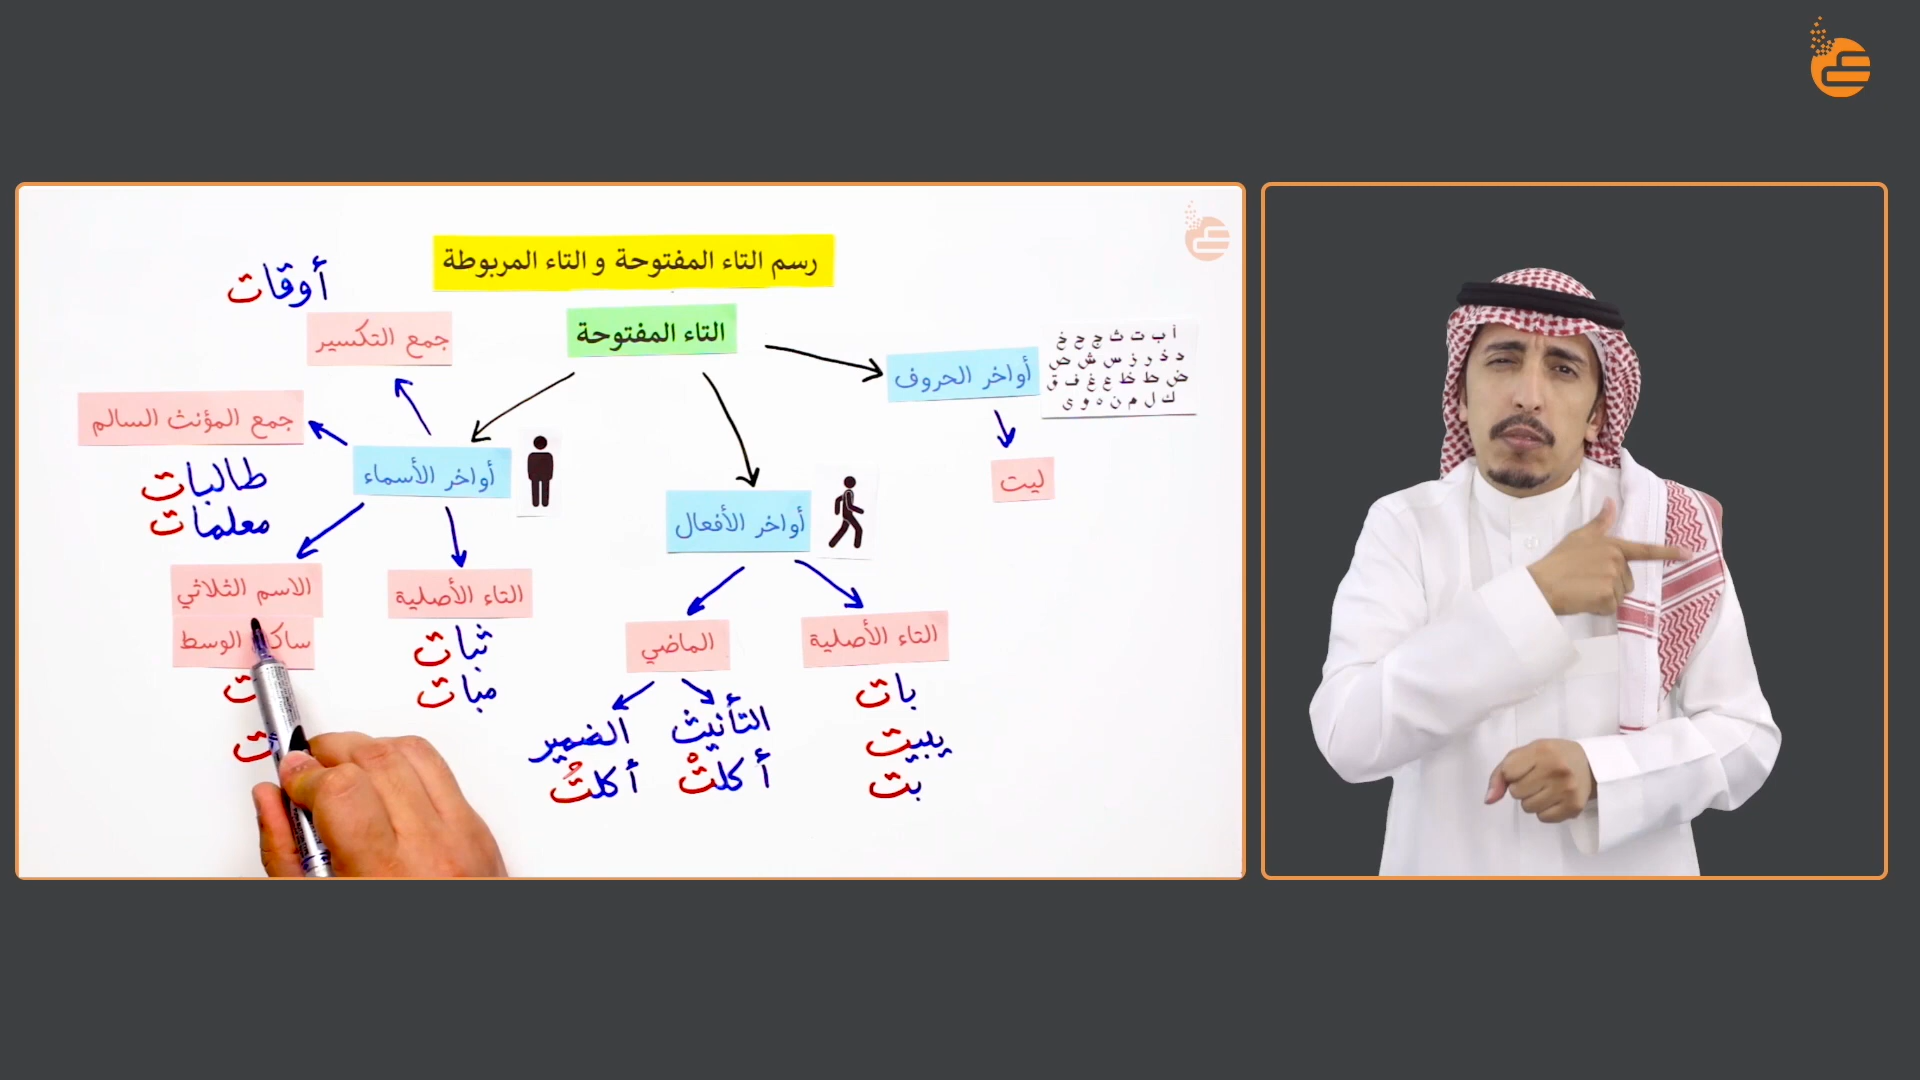 رسم التاء المفتوحة و التاء المربوطة
التاء المفتوحة
أواخر الحروف
أ ب ت ث ج ح خ
د ذ ر ز س ش ص
ض ط ظ ع غ ف ق
ك ل م ن ه و ي
ليت
أواخر الأفعال
التاء الأصلية
بات
يبيت
بت
الماضي
التأنيث
أكلتْ
الضمير
أكلتُ
أواخر الأسماء
جمع التكسير
أوقات
جمع المؤنث السالم
طالبات
معلمات
التاء الأصلية
ثبات
الاسم الثلاثي
الوسط